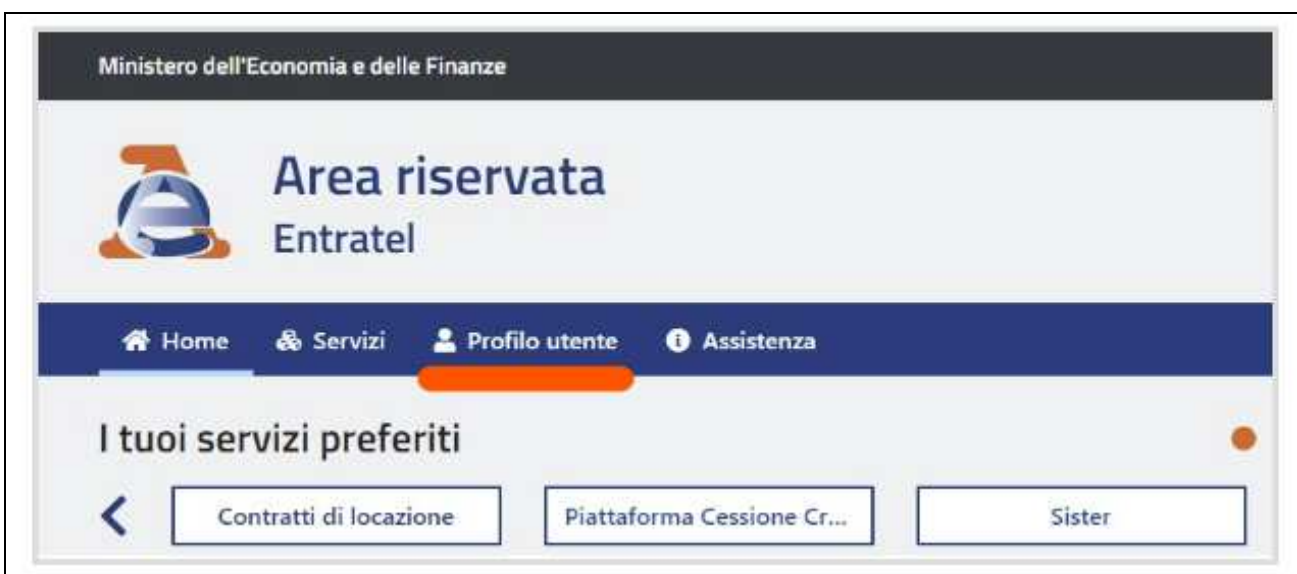 Ministero dell'Economia e delle Finanze
Area riservata
Entratel
Home Servizi Profilo utente Assistenza
I tuoi servizi preferiti
Contratti di locazione Piattaforma Cessione Cr... Sister